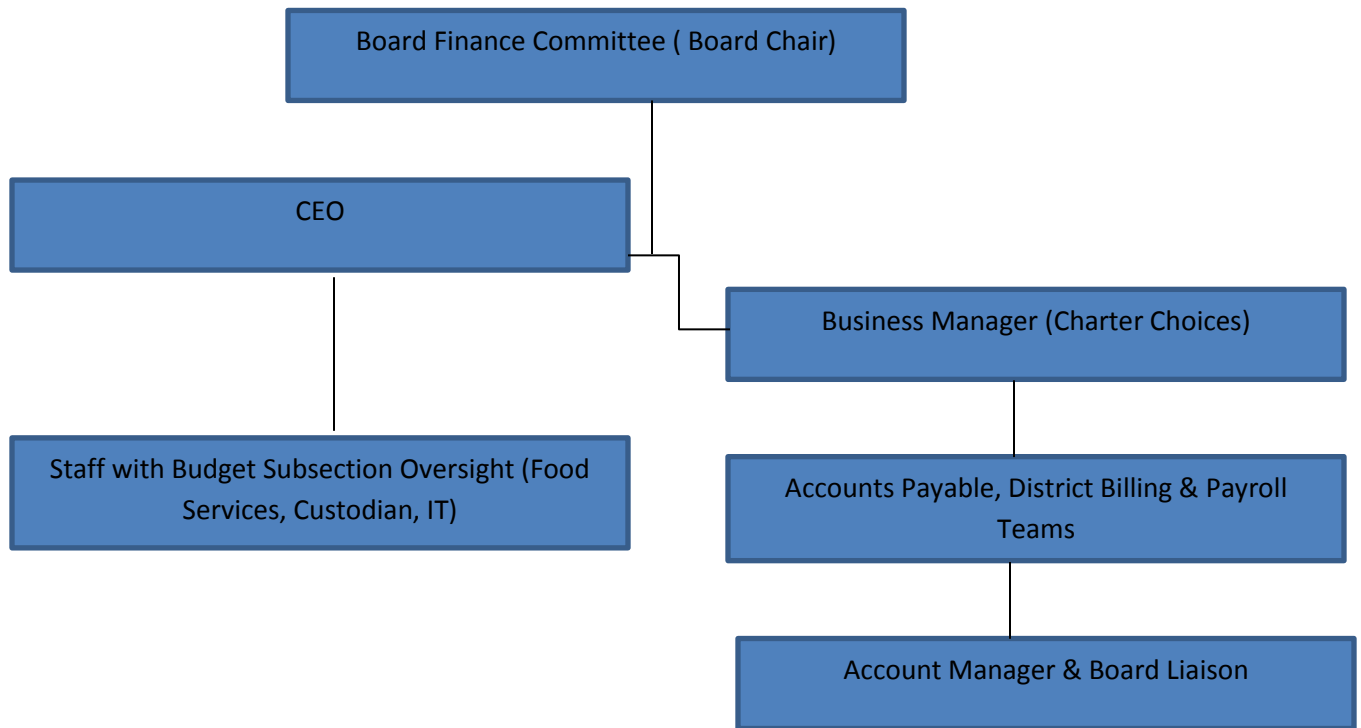 Board Finance Committee ( Board Chair)
CEO
Business Manager (Charter Choices)
Staff with Budget Subsection Oversight (Food
Services, Custodian, IT)
Accounts Payable, District Billing & Payroll
Teams
Account Manager & Board Liaison